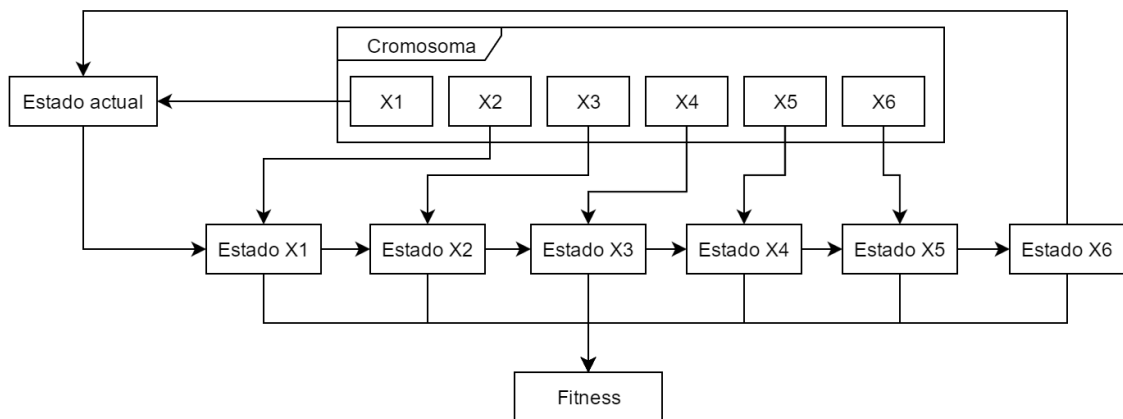 Cromosoma
Estado actual
X1
X2
X3
X4
X5
X6
Estado X1
Estado X2
Estado X3
Estado X4
Estado X5
Estado X6
Fitness